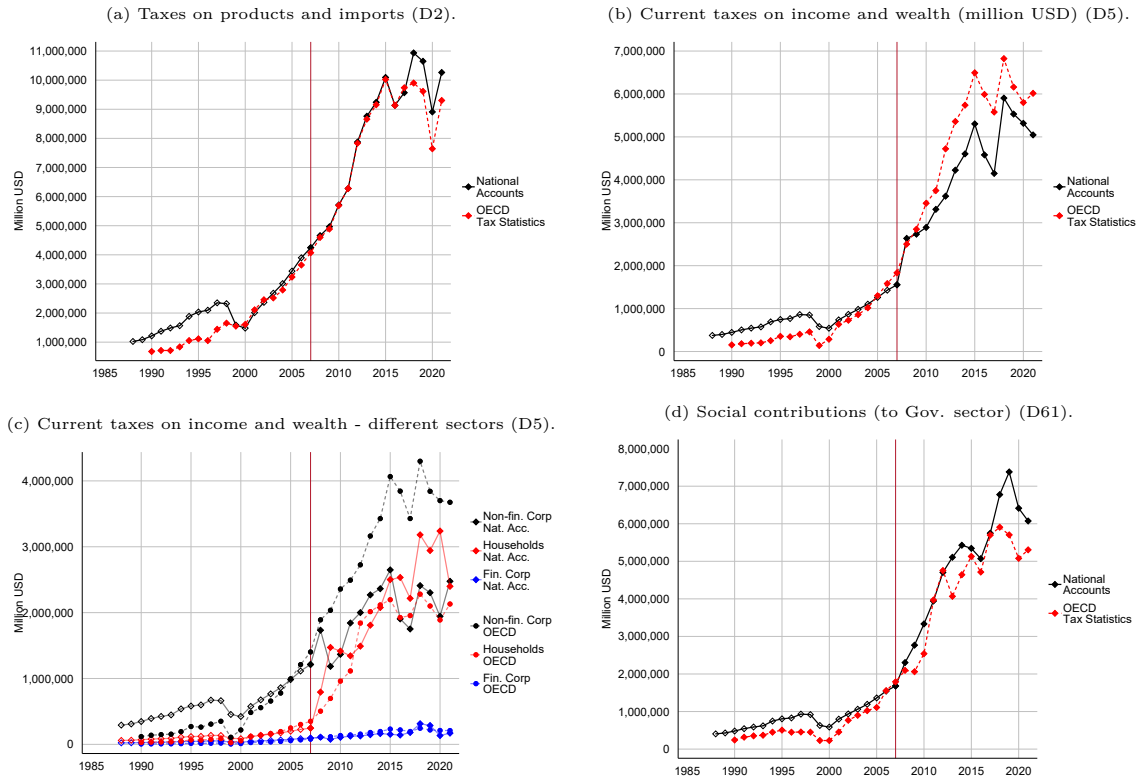 (a) Taxes on products and imports (D2).
11,000,000
10,000,000
9,000,000
8,000,000
7,000,000
6,000,000
5,000,000
4,000,000
3,000,000
2,000,000
1,000,000
Million USD
1985 1990 1995 2000 2005 2010 2015 2020
National
Accounts
OECD
Tax Statistics
(b) Current taxes on income and wealth (million USD) (D5).
7,000,000
6,000,000
5,000,000
4,000,000
3,000,000
2,000,000
1,000,000
0
Million USD
1985 1990 1995 2000 2005 2010 2015 2020
National
Accounts
OECD
Tax Statistics
(c) Current taxes on income and wealth - different sectors (D5).
4,000,000
3,000,000
2,000,000
1,000,000
0
Million USD
1985 1990 1995 2000 2005 2010 2015 2020
Non-fin. Corp
Nat. Acc.
Households
Nat. Acc.
Fin. Corp
Nat. Acc.
Non-fin. Corp
OECD
Households
OECD
Fin. Corp
OECD
(d) Social contributions (to Gov. sector) (D61).
8,000,000
7,000,000
6,000,000
5,000,000
4,000,000
3,000,000
2,000,000
1,000,000
0
Million USD
1985 1990 1995 2000 2005 2010 2015 2020
National
Accounts
OECD
Tax Statistics